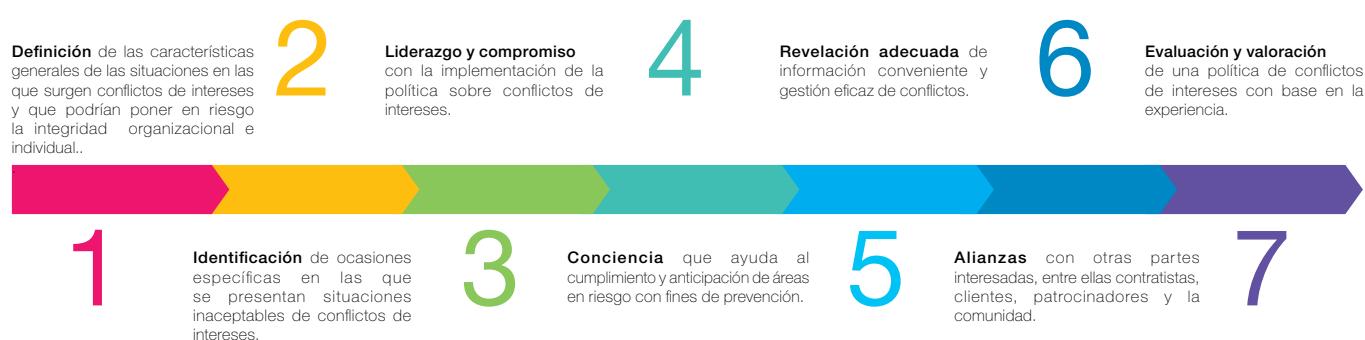 Definición de las características
generales de las situaciones en las
que surgen conflictos de intereses
y que podrían poner en riesgo
la integridad organizacional e
individual..
2
Liderazgo y compromiso
con la implementación de la
política sobre conflictos de
intereses.
4
Revelación adecuada de
información conveniente y
gestión eficaz de conflictos.
6
Evaluación y valoración
de una política de conflictos
de intereses con base en la
experiencia.
1
Identificación de ocasiones
específicas en las que
se presentan situaciones
inaceptables de conflictos de
intereses.
3
Conciencia que ayuda al
cumplimiento y anticipación de áreas
en riesgo con fines de prevención.
5
Alianzas con otras partes
interesadas, entre ellas contratistas,
clientes, patrocinadores y la
comunidad.
7